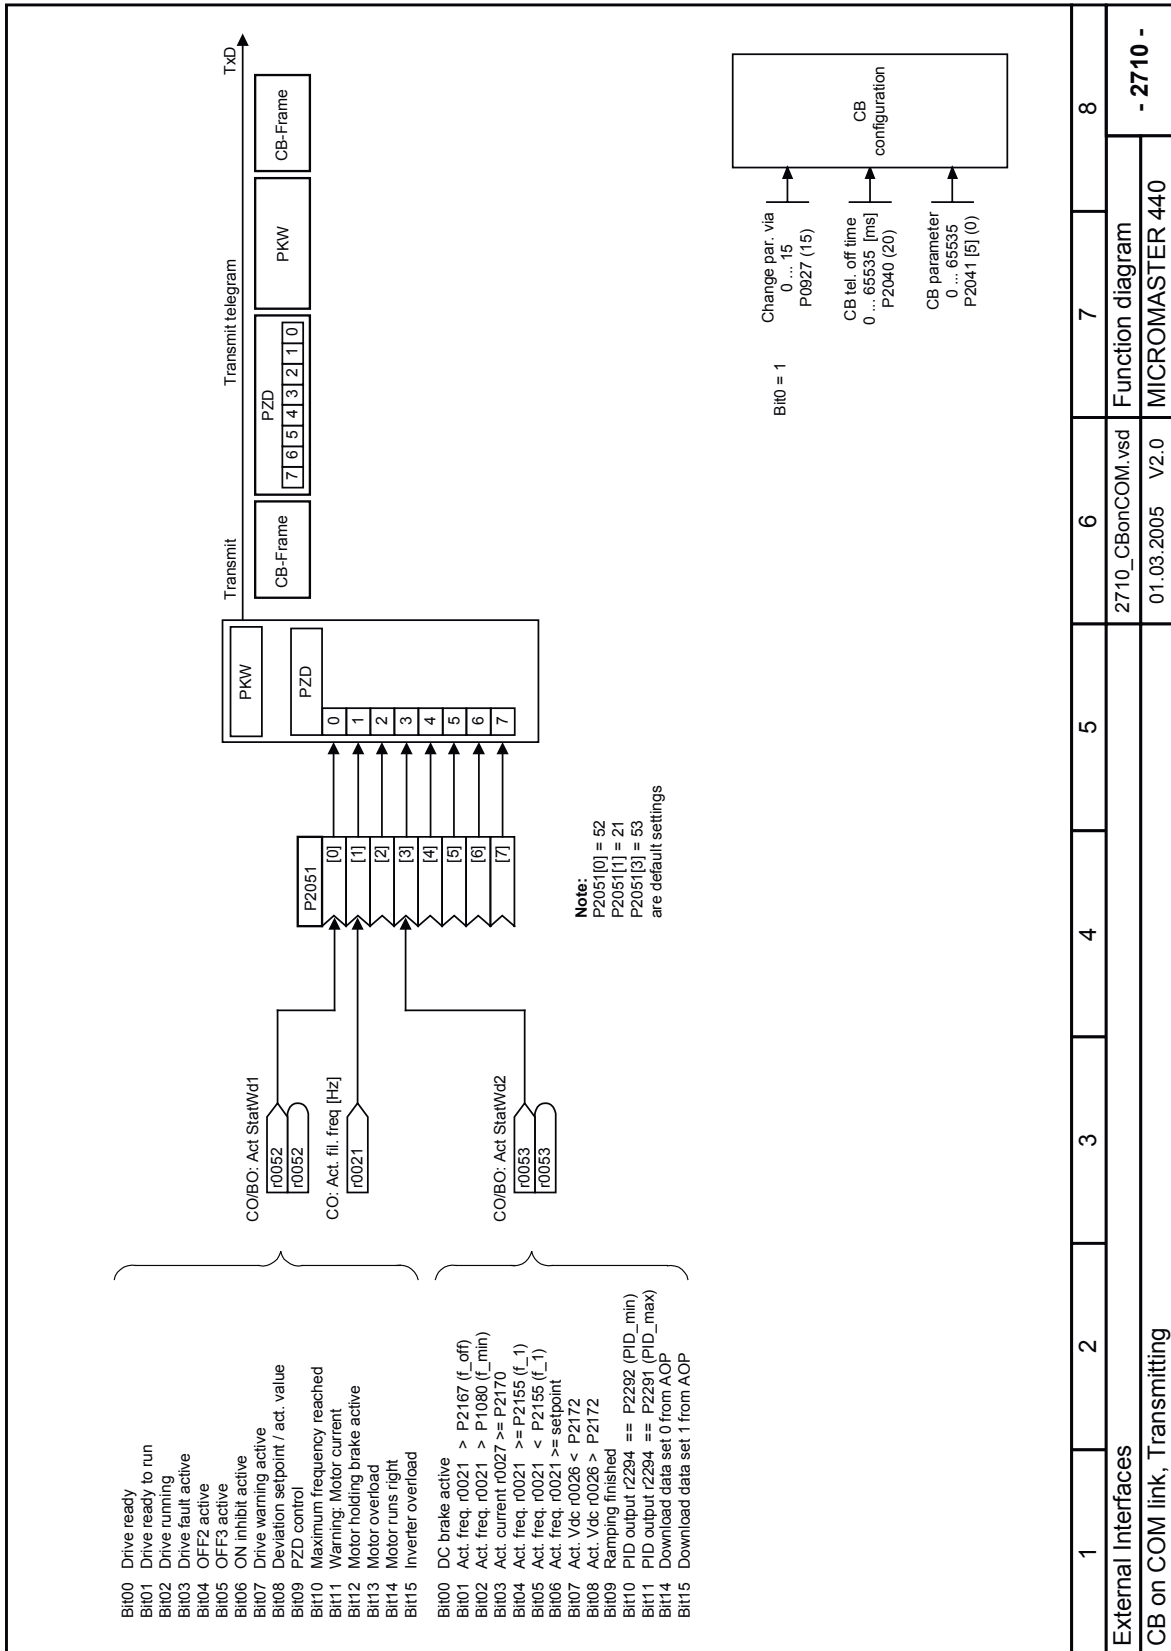 Bit00 Drive ready
Bit01 Drive ready to run
Bit02 Drive running
Bit03 Drive fault active
Bit04 OFF2 active
Bit05 OFF3 active
Bit06 ON inhibit active
Bit07 Drive warning active
Bit08 Deviation setpoint / act. value
Bit09 PZD control
Bit10 Maximum frequency reached
Bit11 Warning: Motor current
Bit12 Motor holding brake active
Bit13 Motor overload
Bit14 Motor runs right
Bit15 Inverter overload
Bit00 DC brake active
Bit01 Act. freq. r0021 > P2167 (f_off)
Bit02 Act. freq. r0021 > P1080 (f_min)
Bit03 Act. current r0027 >= P2170
Bit04 Act. freq. r0021 >= P2155 (f_1)
Bit05 Act. freq. r0021 < P2155 (f_1)
Bit06 Act. freq. r0021 >= setpoint
Bit07 Act. Vdc r0026 < P2172
Bit08 Act. Vdc r0026 > P2172
Bit09 Ramping finished
Bit10 PID output r2294 == P2292 (PID_min)
Bit11 PID output r2294 == P2291 (PID_max)
Bit14 Download data set 0 from AOP
Bit15 Download data set 1 from AOP
CO/BO: Act StatWd1
r0052
r0052
CO: Act. fil. freq [Hz]
r0021
CO/BO: Act StatWd2
r0053
r0053
P2051
[0]
[1]
[2]
[3]
[4]
[5]
[6]
[7]
Note:
P2051[0] = 52
P2051[1] = 21
P2051[3] = 53
are default settings
PKW
PZD
0
1
2
3
4
5
6
7
Transmit
Transmit telegram
TxD
CB-Frame
PZD
7 6 5 4 3 2 1 0
PKW
CB-Frame
Bit0 = 1
Change par. via
0 ... 15
P0927 (15)
CB tel. off time
0 ... 65535 [ms]
P2040 (20)
CB parameter
0 ... 65535
P2041 [5] (0)
CB
configuration
1 2 3 4 5 6 7 8
External Interfaces
2710_CBonCOM.vsd
Function diagram
- 2710 -
CB on COM link, Transmitting
01.03.2005 V2.0
MICROMASTER 440